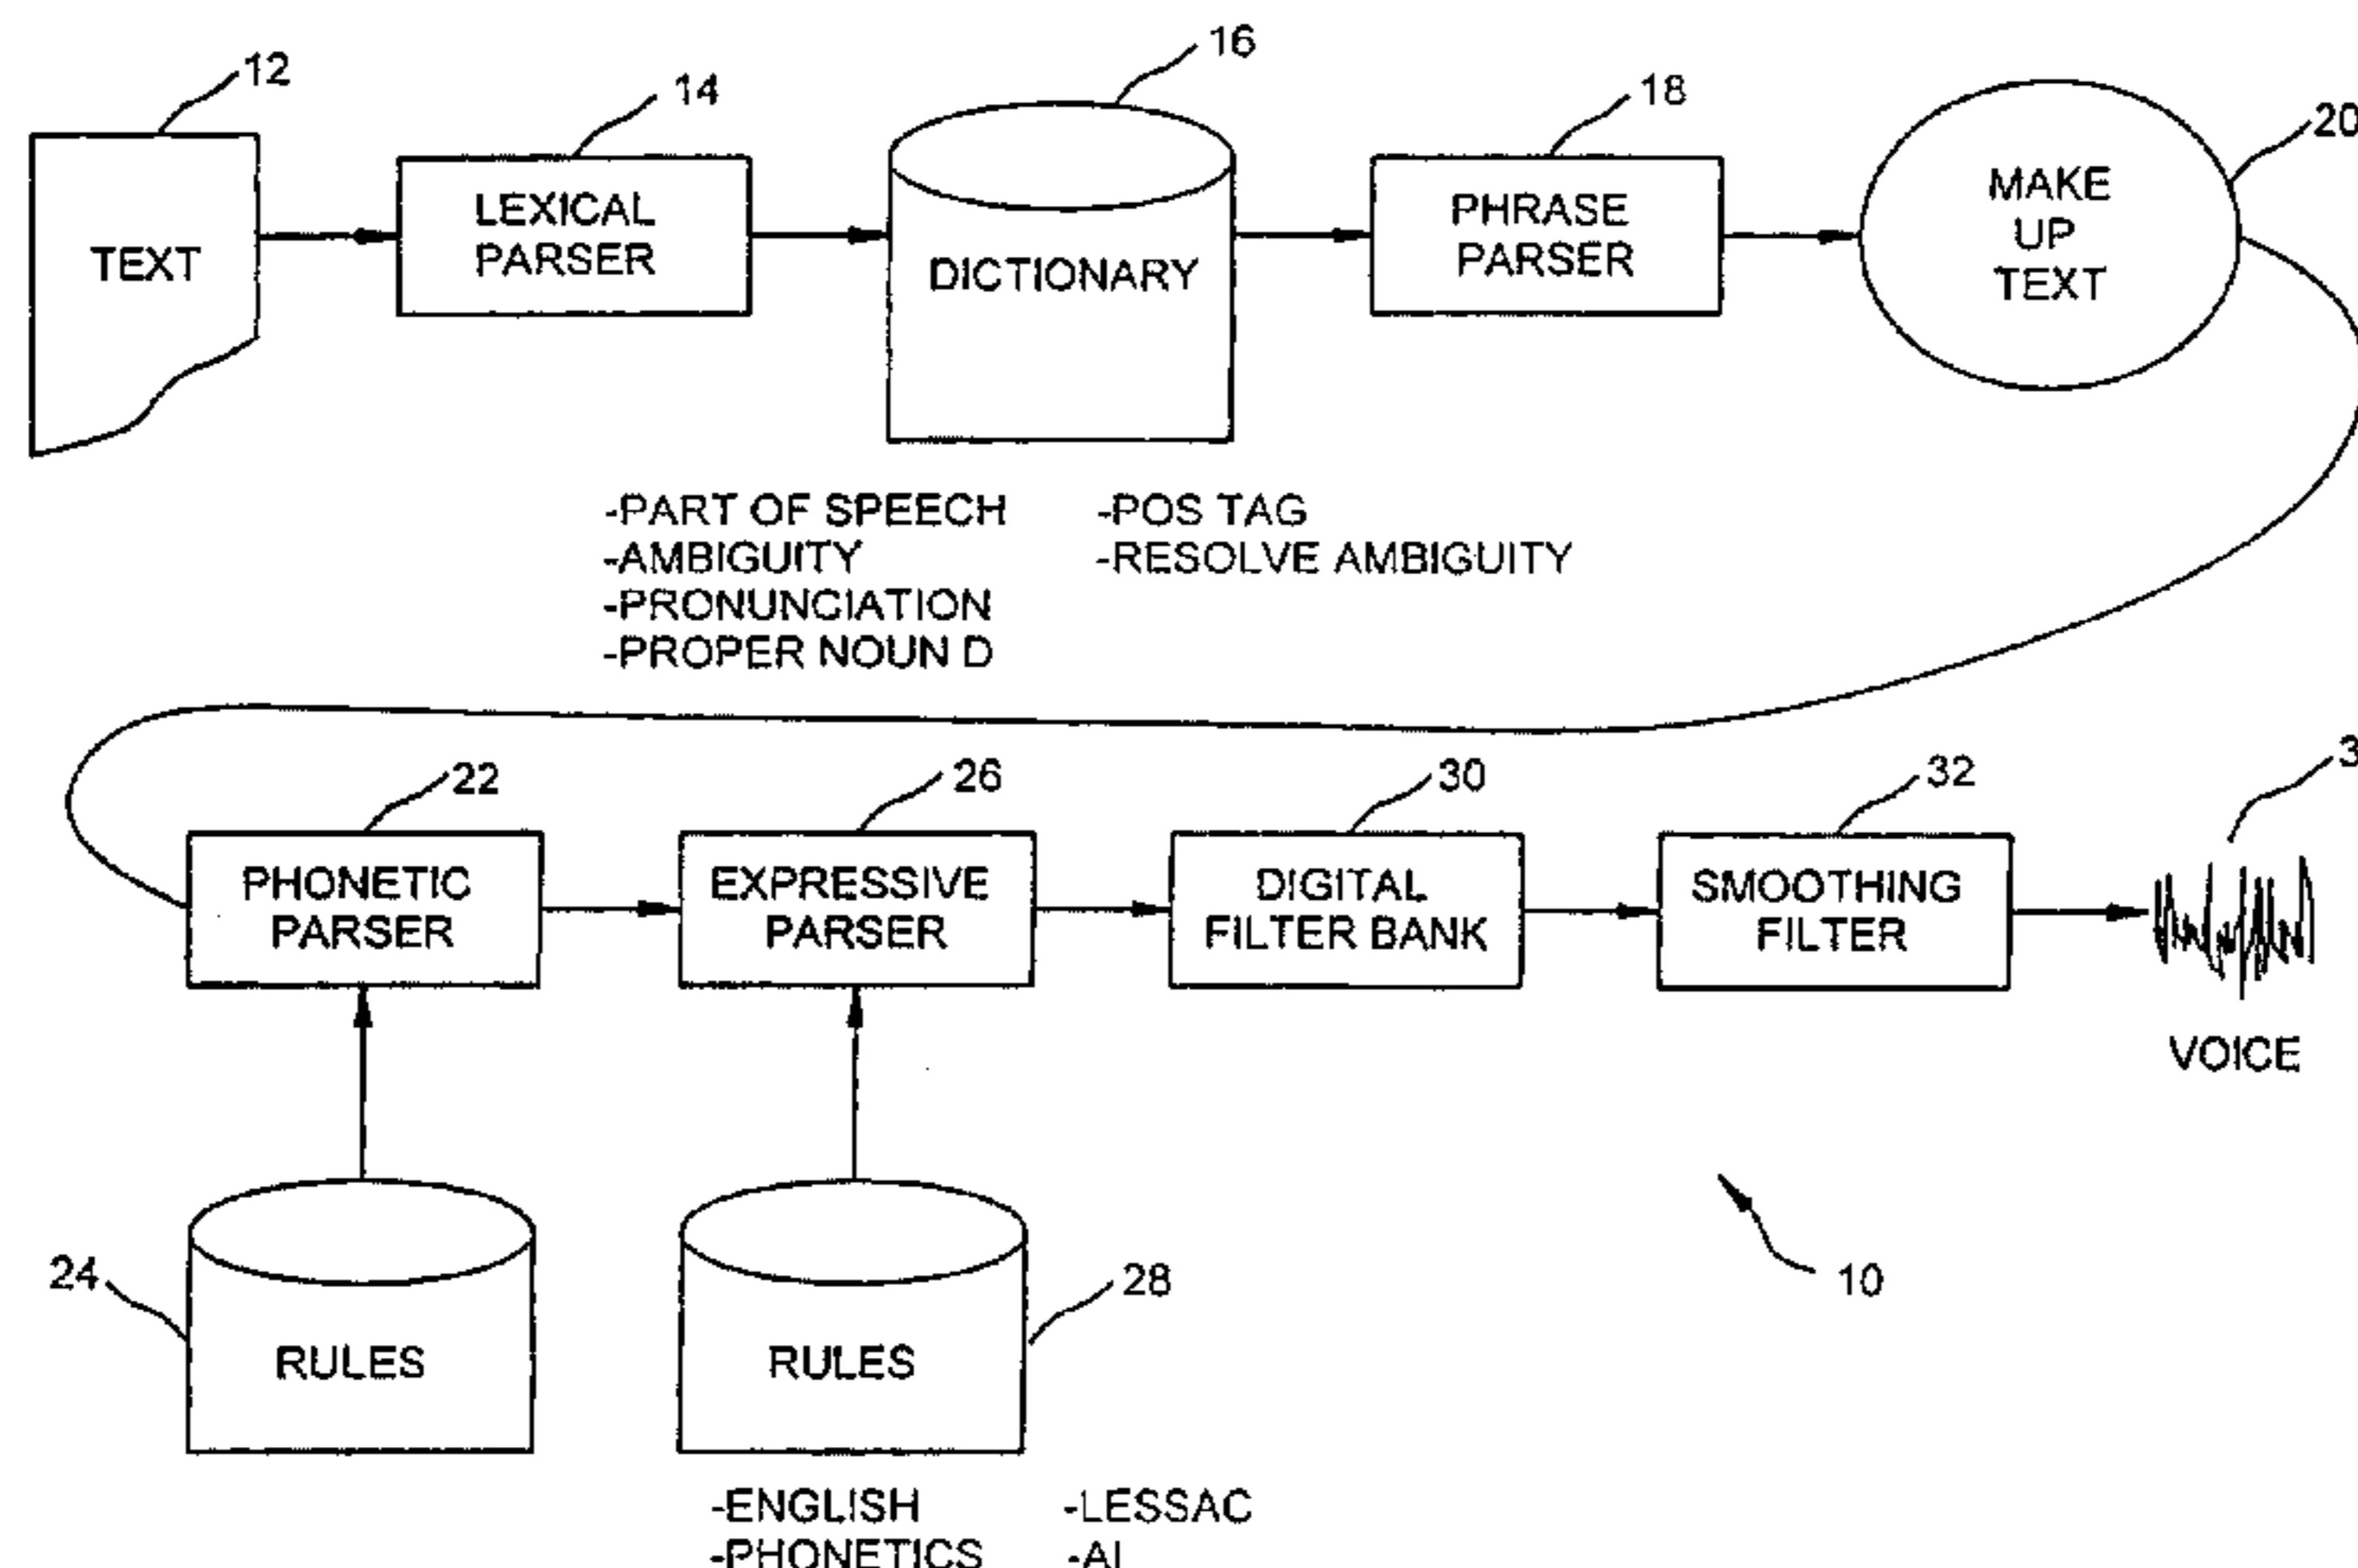 12
14
16
18
20
TEXT
LEXICAL
PARSER
DICTIONARY
PHRASE
PARSER
MAKE
UP
TEXT
-PART OF SPEECH
-AMBIGUITY
-PRONUNCIATION
-PROPER NOUN D
-POS TAG
-RESOLVE AMBIGUITY
22
26
30
32
3
PHONETIC
PARSER
EXPRESSIVE
PARSER
DIGITAL
FILTER BANK
SMOOTHING
FILTER
VOICE
24
RULES
28
RULES
10
-ENGLISH
-PHONETICS
-LESSAC
-AI